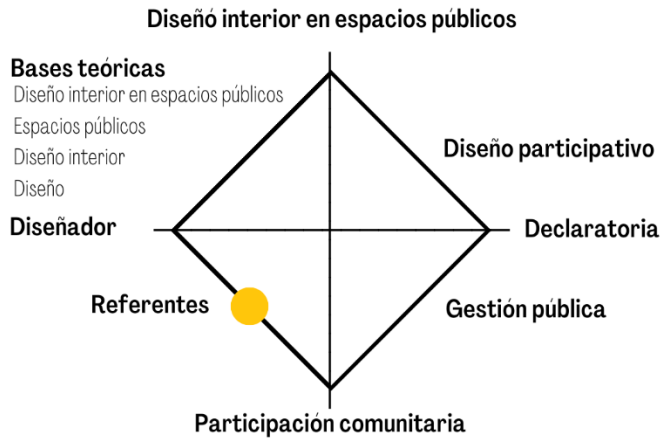 Diseñó interior en espacios públicos
Bases teóricas
Diseño interior en espacios públicos
Espacios públicos
Diseño interior
Diseño
Diseño participativo
Diseñador
Declaratoria
Referentes
Gestión pública
Participación comunitaria